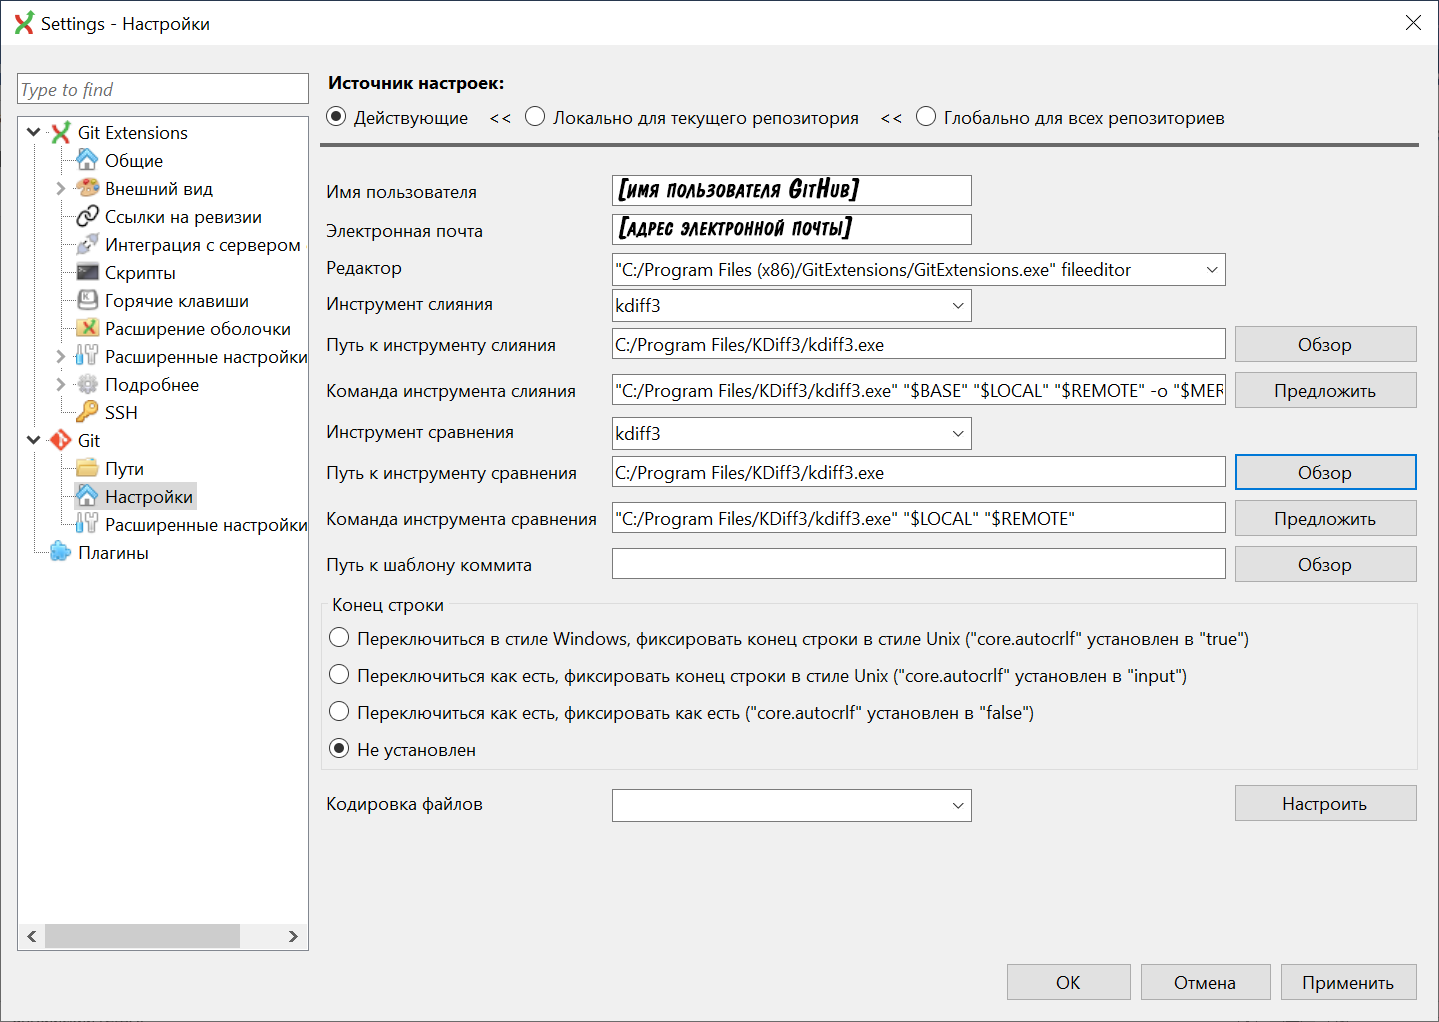 Settings - Настройки
Type to find
Git Extensions
Общие
Внешний вид
Ссылки на ревизии
Интеграция с сервером
Скрипты
Горячие клавиши
Расширение оболочки
Расширенные настройки
Подробнее
SSH
Git
Пути
Настройки
Расширенные настройки
Плагины
Источник настроек:
Действующие << Локально для текущего репозитория << Глобально для всех репозиториев
Имя пользователя [имя пользователя GitHub]
Электронная почта [адрес электронной почты]
Редактор "C:/Program Files (x86)/GitExtensions/GitExtensions.exe" fileeditor
Инструмент слияния kdiff3
Путь к инструменту слияния C:/Program Files/KDiff3/kdiff3.exe Обзор
Команда инструмента слияния "C:/Program Files/KDiff3/kdiff3.exe" "$BASE" "$LOCAL" "$REMOTE" -o "$MER Предложить
Инструмент сравнения kdiff3
Путь к инструменту сравнения C:/Program Files/KDiff3/kdiff3.exe Обзор
Команда инструмента сравнения "C:/Program Files/KDiff3/kdiff3.exe" "$LOCAL" "$REMOTE" Предложить
Путь к шаблону коммита Обзор
Конец строки
Переключиться в стиле Windows, фиксировать конец строки в стиле Unix ("core.autocrlf" установлен в "true")
Переключиться как есть, фиксировать конец строки в стиле Unix ("core.autocrlf" установлен в "input")
Переключиться как есть, фиксировать как есть ("core.autocrlf" установлен в "false")
Не установлен
Кодировка файлов Настроить
OK Отмена Применить